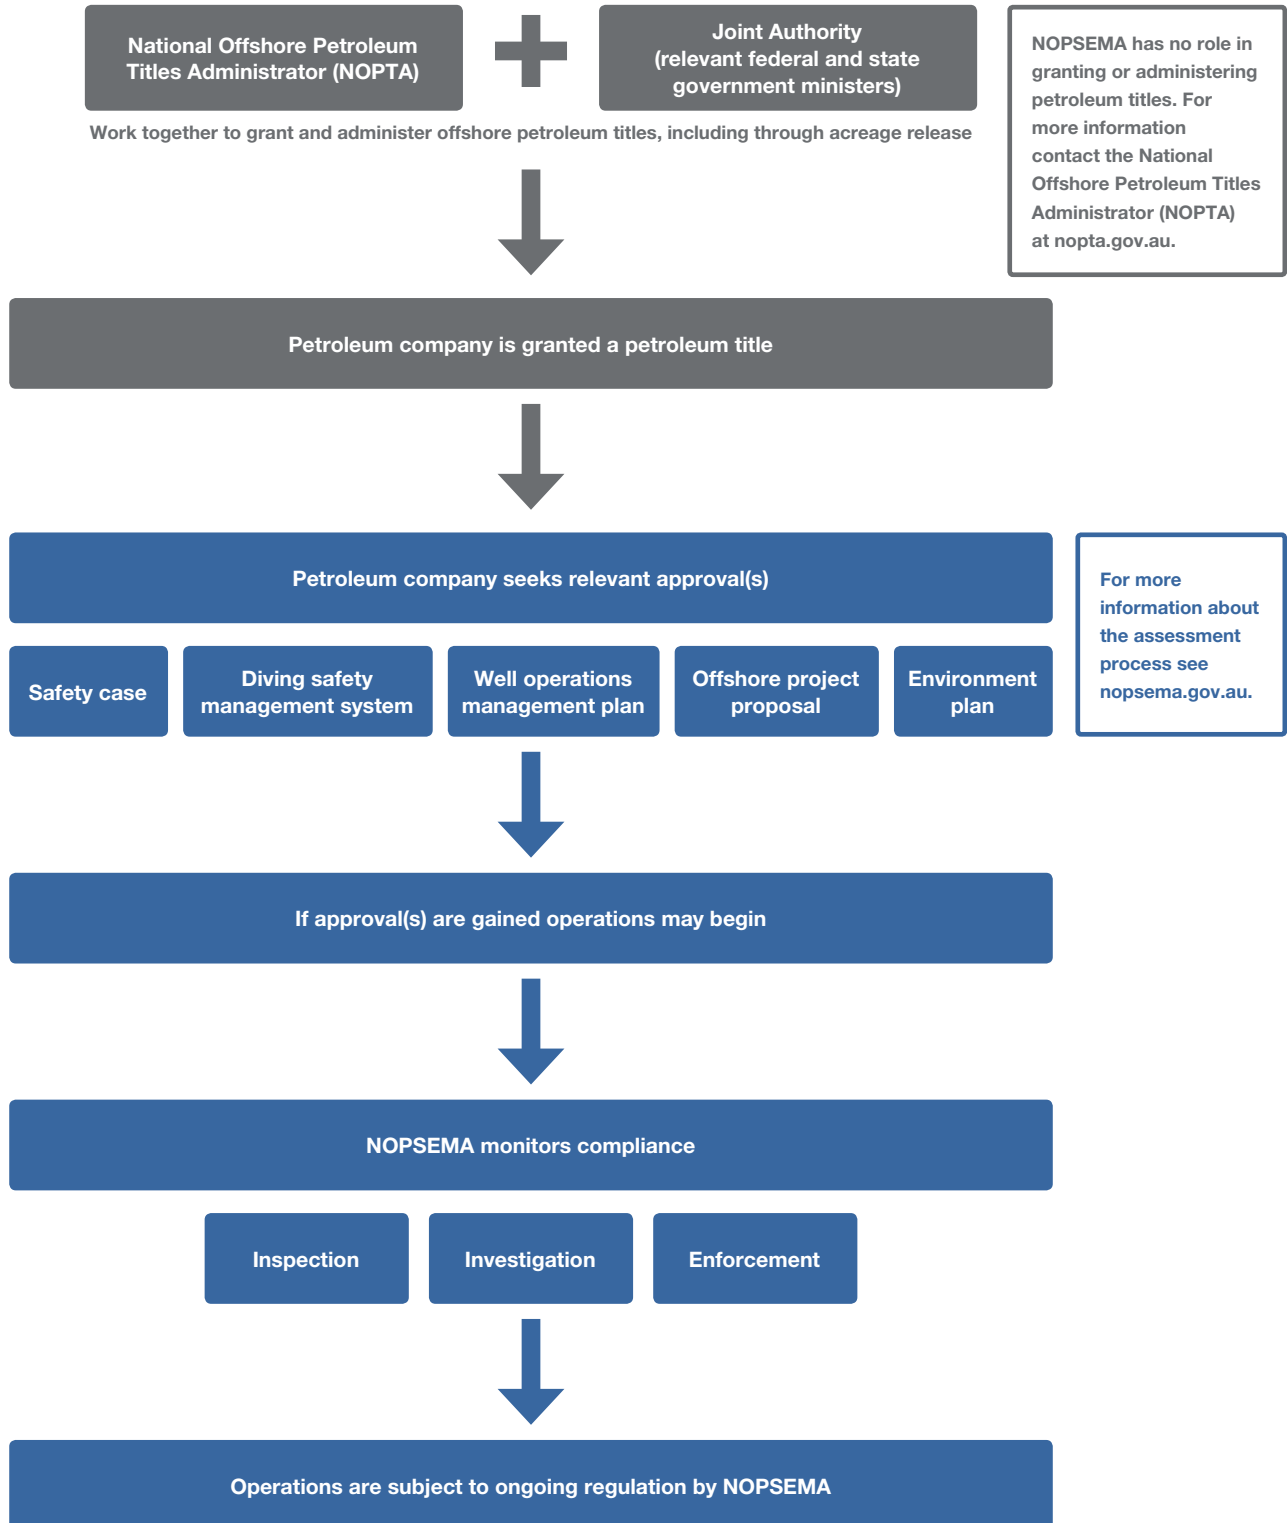 National Offshore Petroleum
Titles Administrator (NOPTA)
Joint Authority
(relevant federal and state
government ministers)
Work together to grant and administer offshore petroleum titles, including through acreage release
NOPSEMA has no role in
granting or administering
petroleum titles. For
more information
contact the National
Offshore Petroleum Titles
Administrator (NOPTA)
at nopta.gov.au.
Petroleum company is granted a petroleum title
Petroleum company seeks relevant approval(s)
Safety case
Diving safety
management system
Well operations
management plan
Offshore project
proposal
Environment
plan
For more
information about
the assessment
process see
nopsema.gov.au.
If approval(s) are gained operations may begin
NOPSEMA monitors compliance
Inspection
Investigation
Enforcement
Operations are subject to ongoing regulation by NOPSEMA